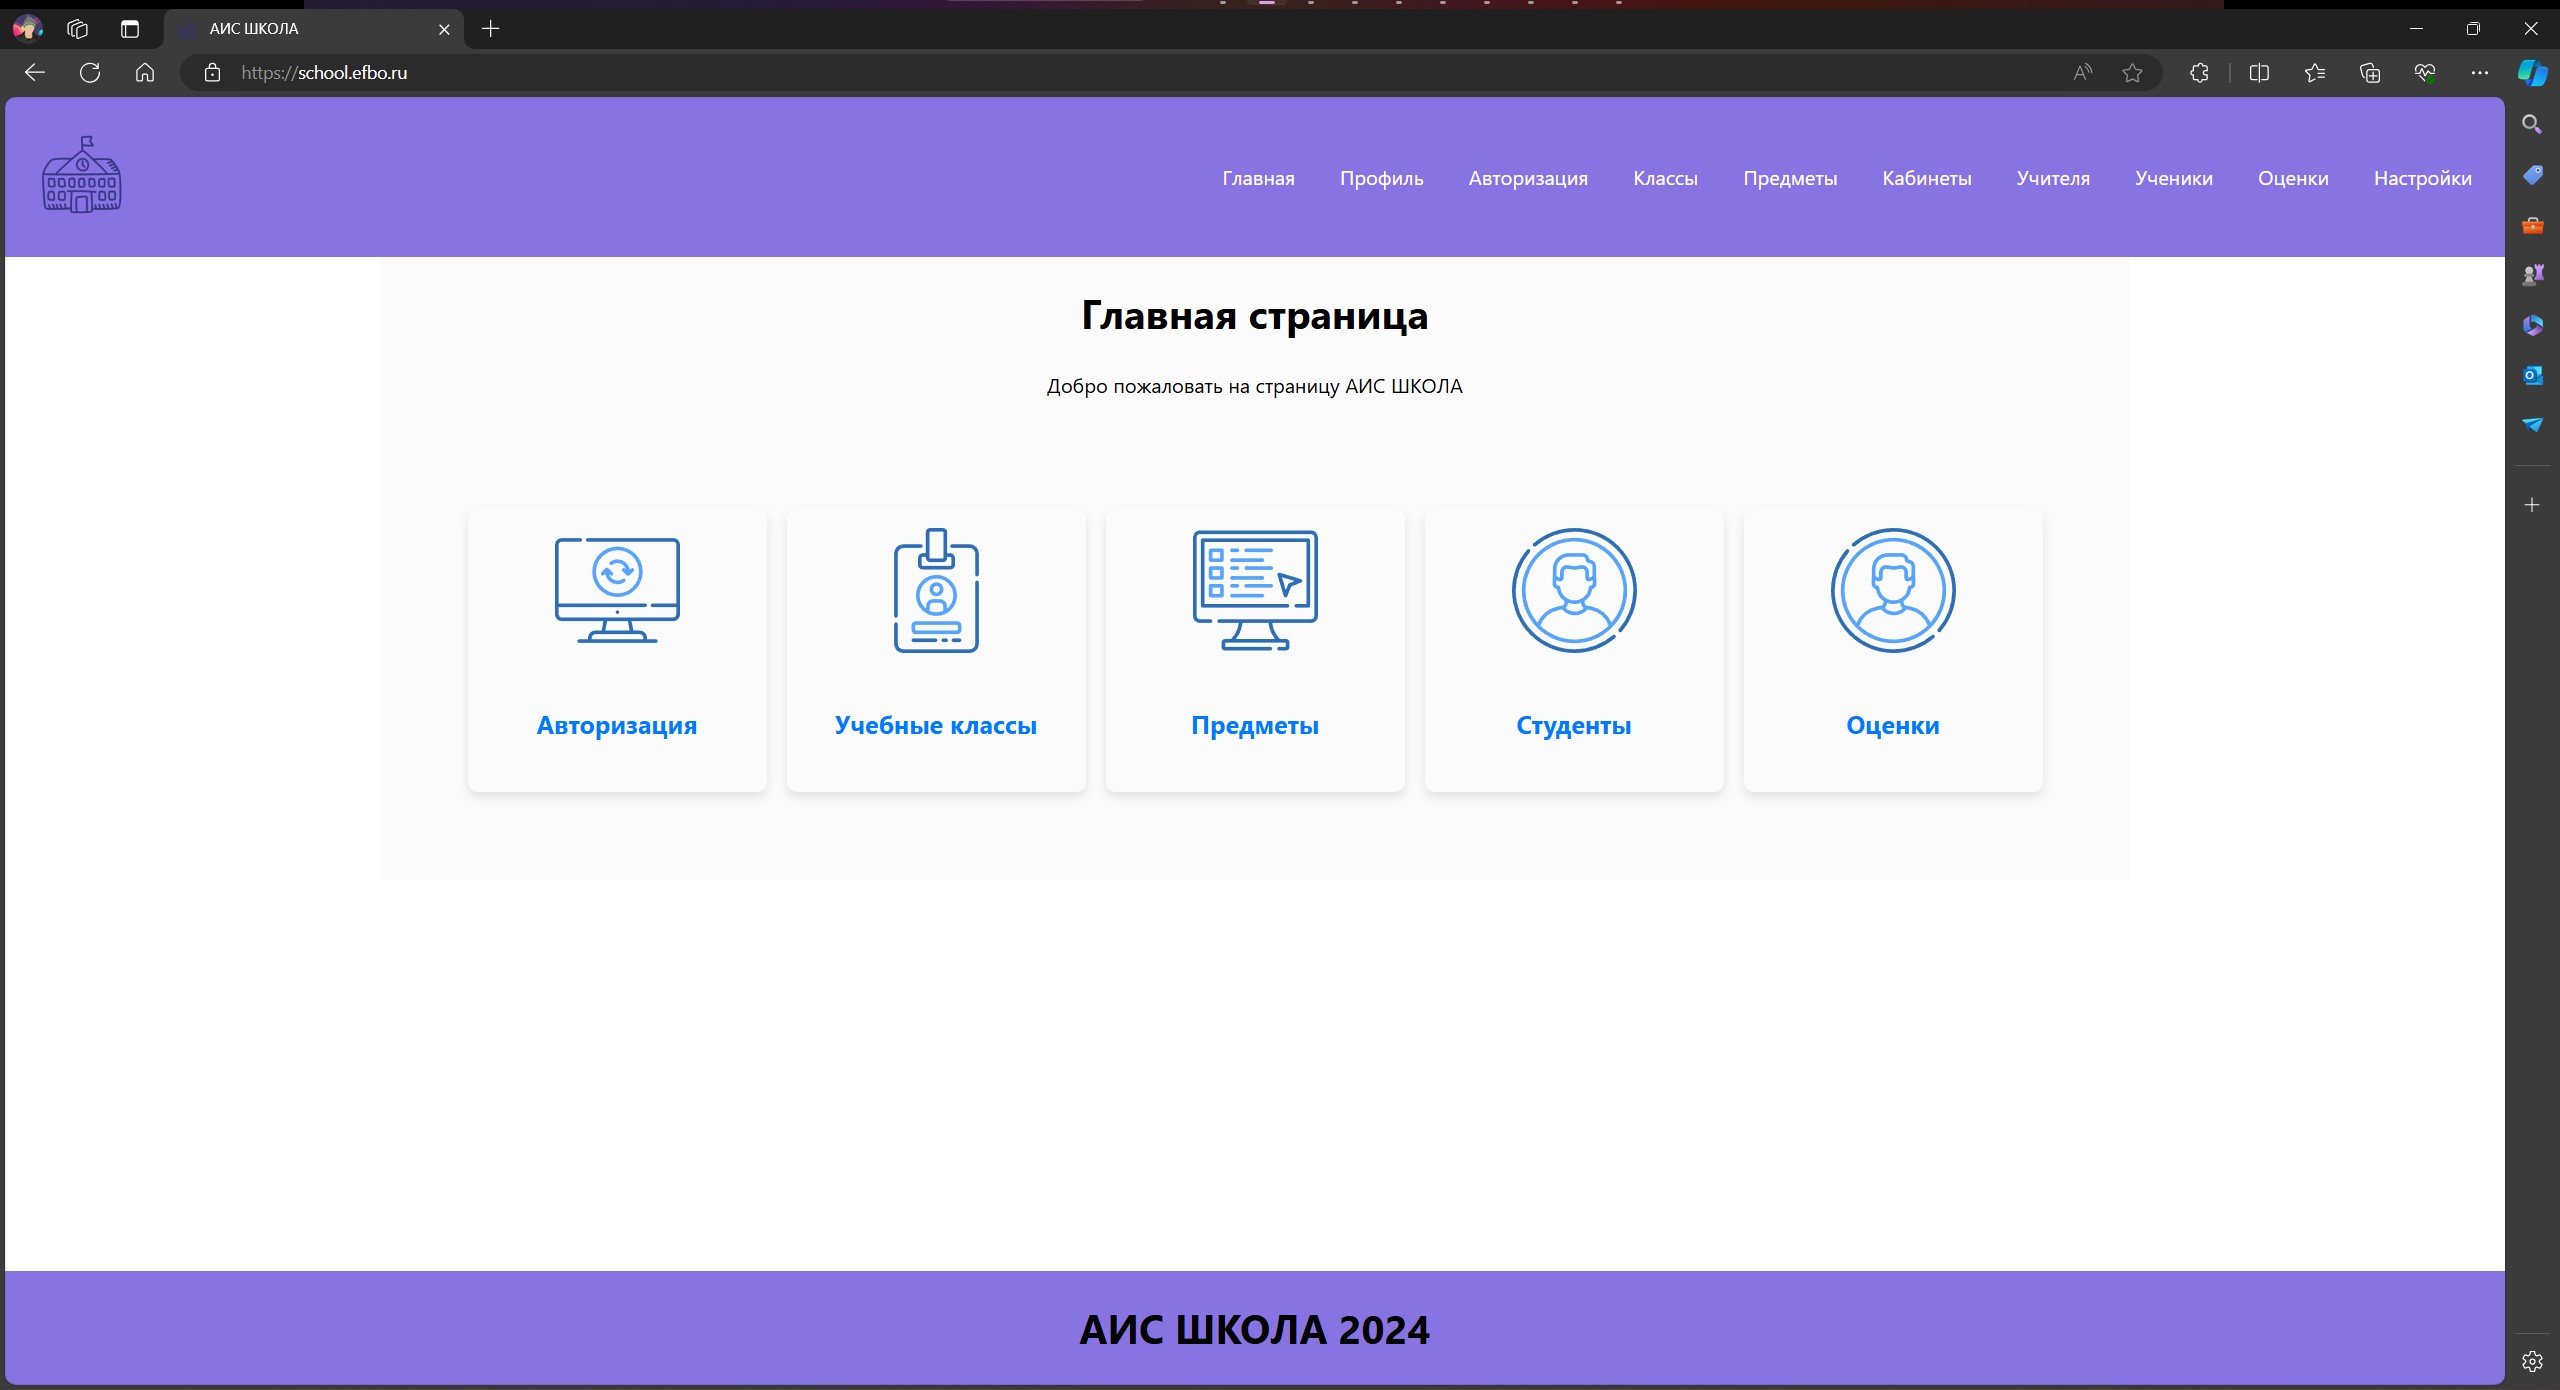 АИС ШКОЛА
https://school.efbo.ru
Главная Профиль Авторизация Классы Предметы Кабинеты Учителя Ученики Оценки Настройки
Главная страница
Добро пожаловать на страницу АИС ШКОЛА
Авторизация Учебные классы Предметы Студенты Оценки
АИС ШКОЛА 2024